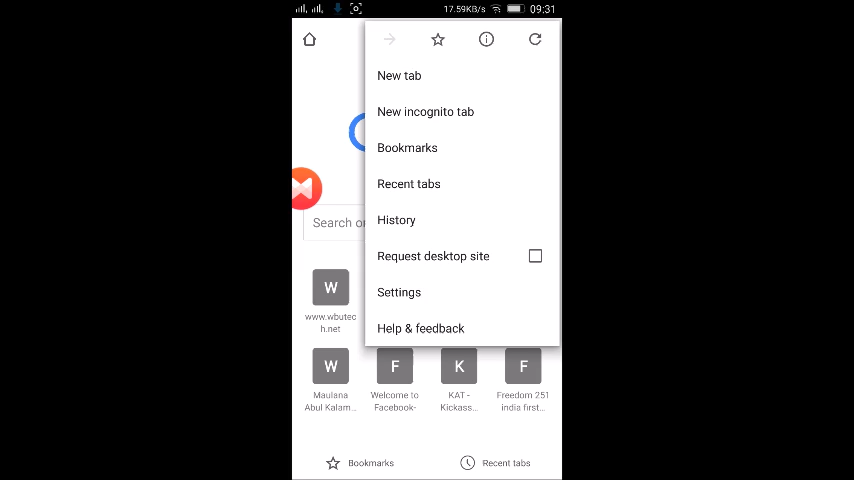 17.59KB/s 09:31
New tab
New incognito tab
Bookmarks
Recent tabs
History
Search or
Request desktop site
Settings
Help & feedback
W
www.wbutec
h.net
W F K F
Maulana Welcome to KAT - Freedom 251
Abul Kalam... Facebook- Kickass... india first...
Bookmarks Recent tabs